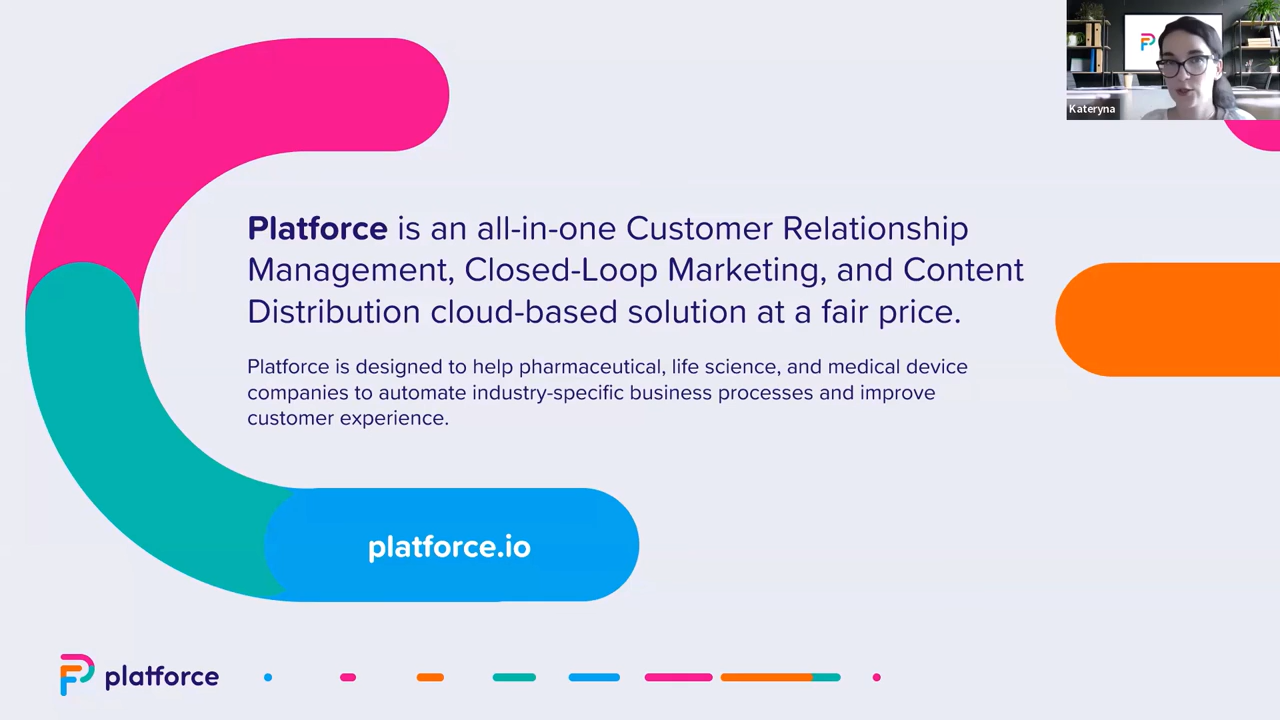 Kateryna
Platforce is an all-in-one Customer Relationship
Management, Closed-Loop Marketing, and Content
Distribution cloud-based solution at a fair price.
Platforce is designed to help pharmaceutical, life science, and medical device
companies to automate industry-specific business processes and improve
customer experience.
platforce.io
platforce